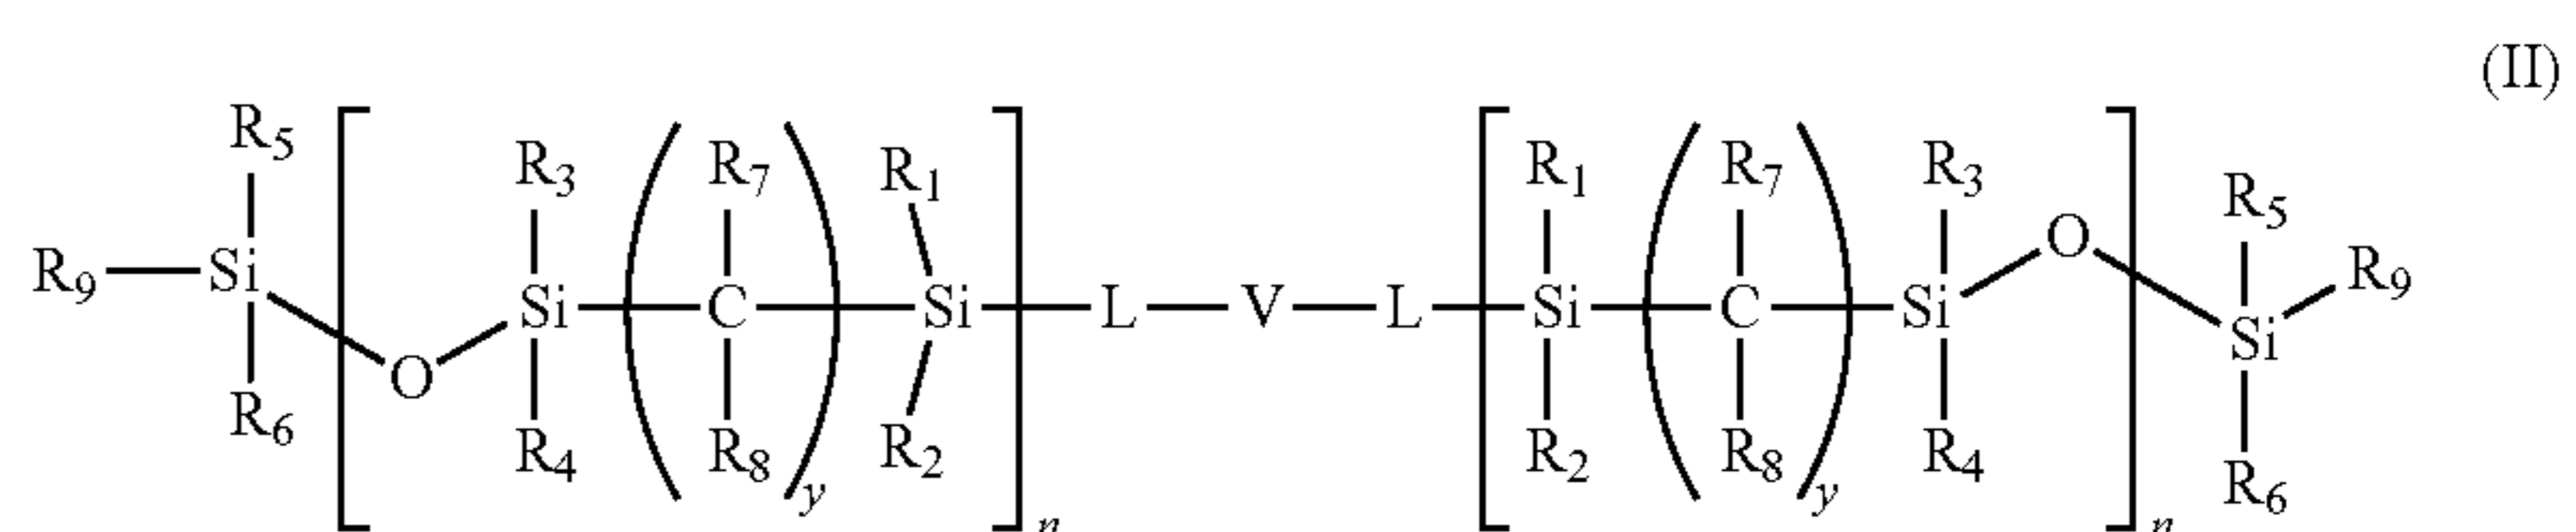 (II)
R5 R3 R7 R1 R1 R7 R3 R5
R9 Si O Si C Si L V L Si C Si O Si R9
R6 R4 R8 R2 R2 R8 R4 R6
y n y n